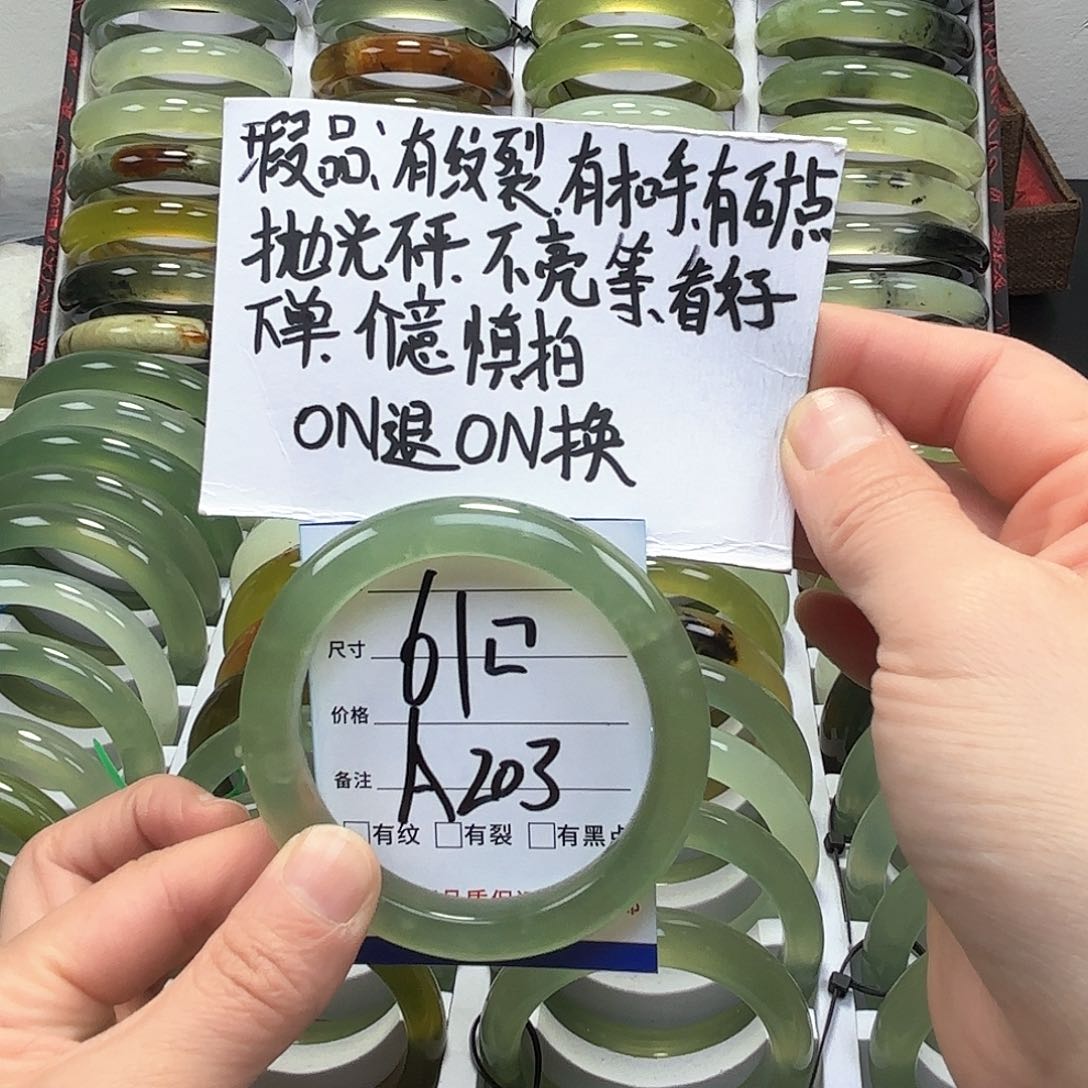 瑕品、有纹裂、有扣手、有矿点
抛光砰、不亮等、看好
下单、介意慎拍
ON退 ON换
尺寸 61口
价格
备注 A203
有纹 有裂 有黑点